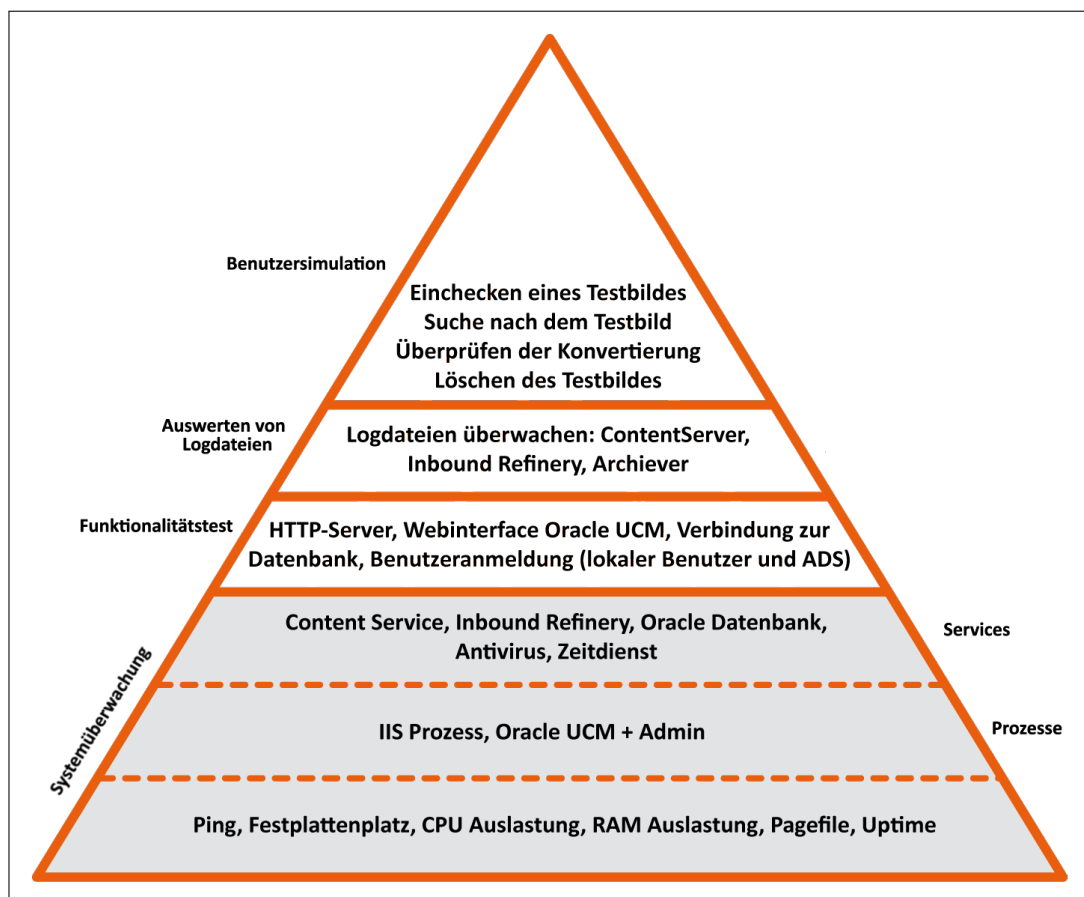 Benutzersimulation
Einchecken eines Testbildes
Suche nach dem Testbild
Überprüfen der Konvertierung
Löschen des Testbildes
Auswerten von
Logdateien
Logdateien überwachen: ContentServer,
Inbound Refinery, Archiever
Funktionalitätstest
HTTP-Server, Webinterface Oracle UCM, Verbindung zur
Datenbank, Benutzeranmeldung (lokaler Benutzer und ADS)
Systemüberwachung
Content Service, Inbound Refinery, Oracle Datenbank,
Antivirus, Zeitdienst
Services
IIS Prozess, Oracle UCM + Admin
Prozesse
Ping, Festplattenplatz, CPU Auslastung, RAM Auslastung, Pagefile, Uptime